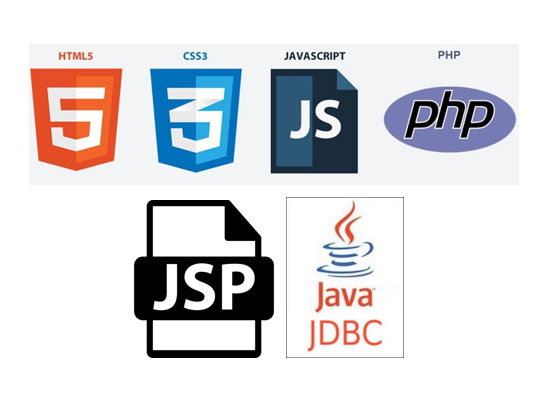 HTML5 CSS3 JAVASCRIPT PHP
5 3 JS php
JSP
Java
JDBC